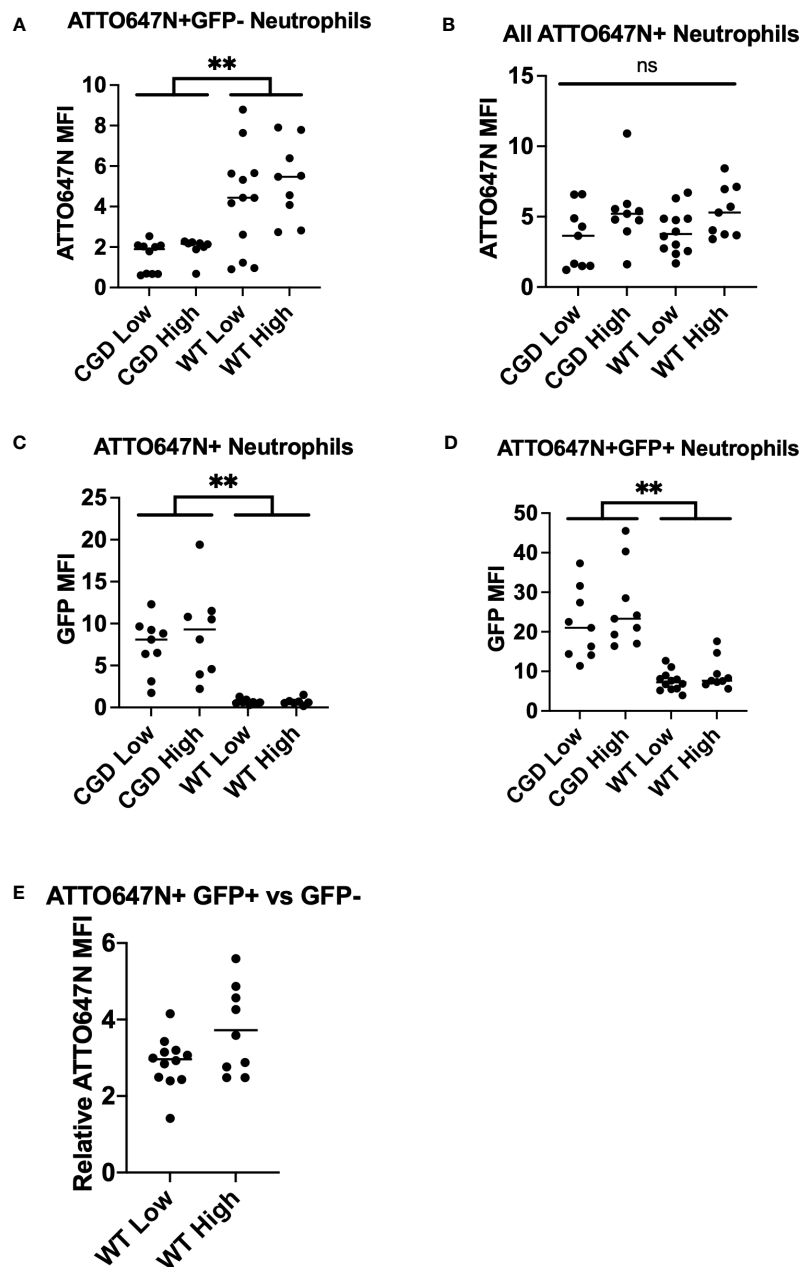 A
ATTO647N+GFP- Neutrophils
**
ATTO647N MFI
10
8
6
4
2
0
CGD Low
CGD High
WT Low
WT High
B
All ATTO647N+ Neutrophils
ns
ATTO647N MFI
15
10
5
0
CGD Low
CGD High
WT Low
WT High
C
ATTO647N+ Neutrophils
**
GFP MFI
25
20
15
10
5
0
CGD Low
CGD High
WT Low
WT High
D
ATTO647N+GFP+ Neutrophils
**
GFP MFI
50
40
30
20
10
0
CGD Low
CGD High
WT Low
WT High
E
ATTO647N+ GFP+ vs GFP-
Relative ATTO647N MFI
6
4
2
0
WT Low
WT High